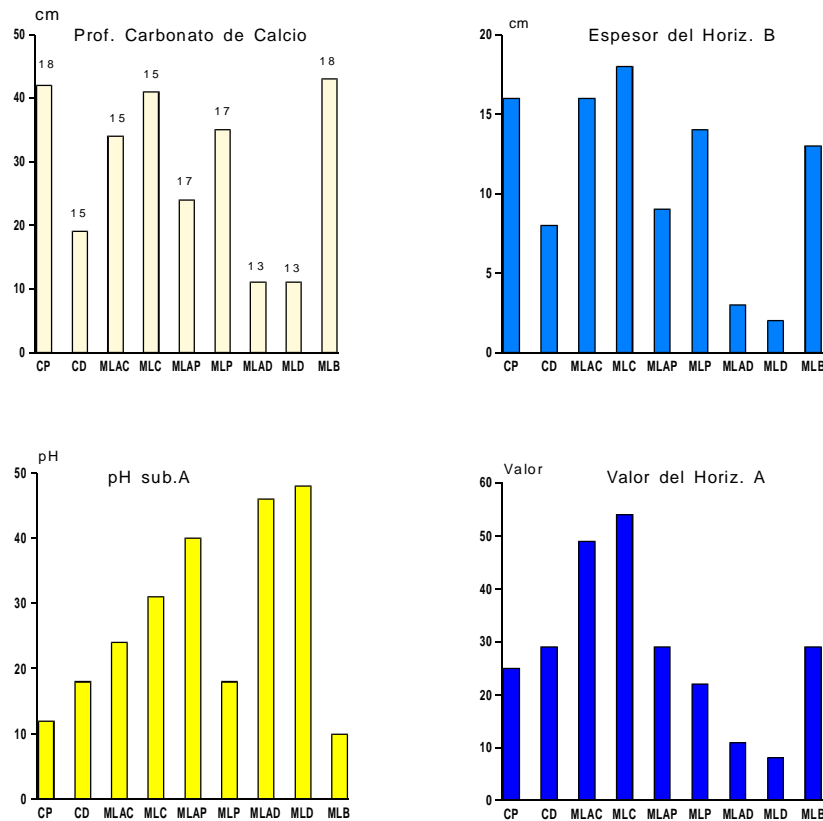 cm
Prof. Carbonato de Calcio
50
40
30
20
10
0
18
15
15
15
17
17
13
13
18
CP CD MLAC MLC MLAP MLP MLAD MLD MLB
cm
Espesor del Horiz. B
20
15
10
5
0
CP CD MLAC MLC MLAP MLP MLAD MLD MLB
pH
pH sub.A
50
40
30
20
10
0
CP CD MLAC MLC MLAP MLP MLAD MLD MLB
Valor
Valor del Horiz. A
60
50
40
30
20
10
0
CP CD MLAC MLC MLAP MLP MLAD MLD MLB